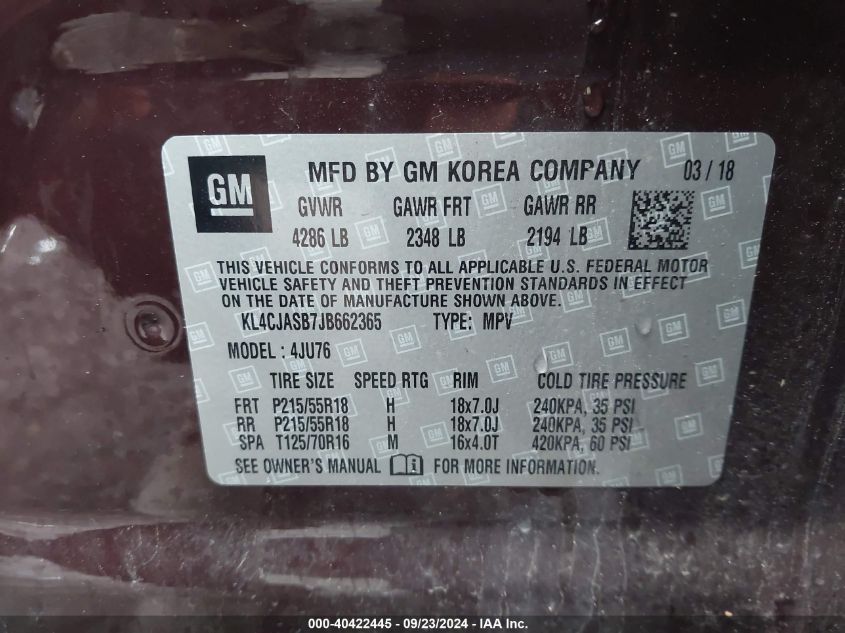 GM MFD BY GM KOREA COMPANY 03 / 18
GVWR GAWR FRT GAWR RR
4286 LB 2348 LB 2194 LB
THIS VEHICLE CONFORMS TO ALL APPLICABLE U.S. FEDERAL MOTOR
VEHICLE SAFETY AND THEFT PREVENTION STANDARDS IN EFFECT
ON THE DATE OF MANUFACTURE SHOWN ABOVE.
KL4CJASB7JB662365 TYPE: MPV
MODEL : 4JU76
TIRE SIZE SPEED RTG RIM COLD TIRE PRESSURE
FRT P215/55R18 H 18x7.0J 240KPA, 35 PSI
RR P215/55R18 H 18x7.0J 240KPA, 35 PSI
SPA T125/70R16 M 16x4.0T 420KPA, 60 PSI
SEE OWNER'S MANUAL FOR MORE INFORMATION.
000-40422445 - 09/23/2024 - IAAI.com